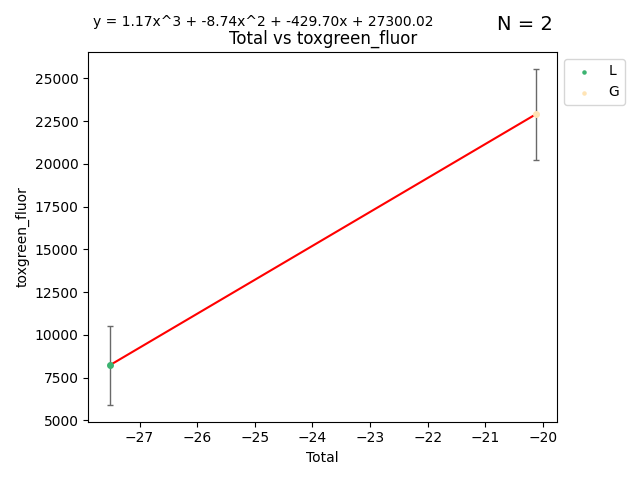 y = 1.17x^3 + -8.74x^2 + -429.70x + 27300.02
N = 2
Total vs toxgreen_fluor
L
G
25000
22500
20000
17500
15000
12500
10000
7500
5000
toxgreen_fluor
−27 −26 −25 −24 −23 −22 −21 −20
Total